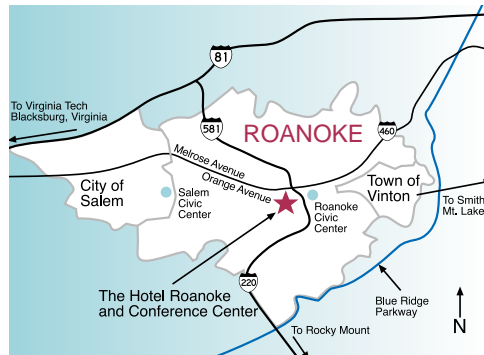 81
To Virginia Tech
Blacksburg, Virginia
581
ROANOKE
460
Melrose Avenue
Orange Avenue
City of
Salem
Salem
Civic
Center
Roanoke
Civic
Center
Town of
Vinton
To Smith
Mt. Lake
220
The Hotel Roanoke
and Conference Center
Blue Ridge
Parkway
N
To Rocky Mount